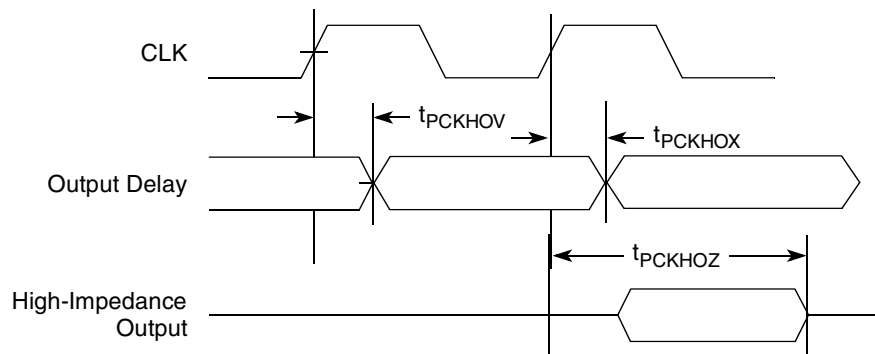 CLK
tPCKHOV
tPCKHOX
Output Delay
tPCKHOZ
High-Impedance
Output